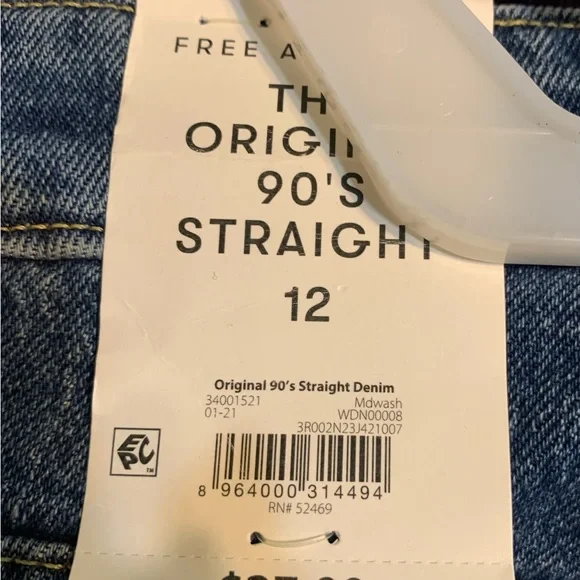 FREE A
TH
ORIGI
90'S
STRAIGHT
12
Original 90's Straight Denim
34001521 Mdwash
01-21 WDN00008
3R002N23J421007
EPC™
8 964000 314494
RN# 52469